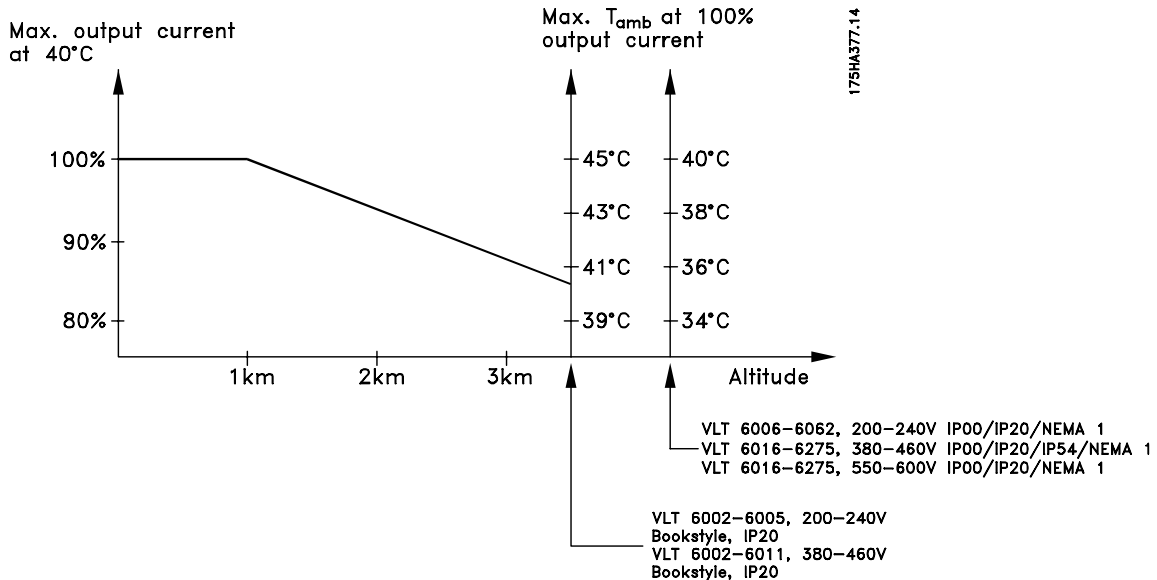 Max. output current
at 40°C
Max. Tamb at 100%
output current
175HA377.14
100%
90%
80%
45°C
43°C
41°C
39°C
40°C
38°C
36°C
34°C
1km
2km
3km
Altitude
VLT 6006-6062, 200-240V IP00/IP20/NEMA 1
VLT 6016-6275, 380-460V IP00/IP20/IP54/NEMA 1
VLT 6016-6275, 550-600V IP00/IP20/NEMA 1
VLT 6002-6005, 200-240V
Bookstyle, IP20
VLT 6002-6011, 380-460V
Bookstyle, IP20